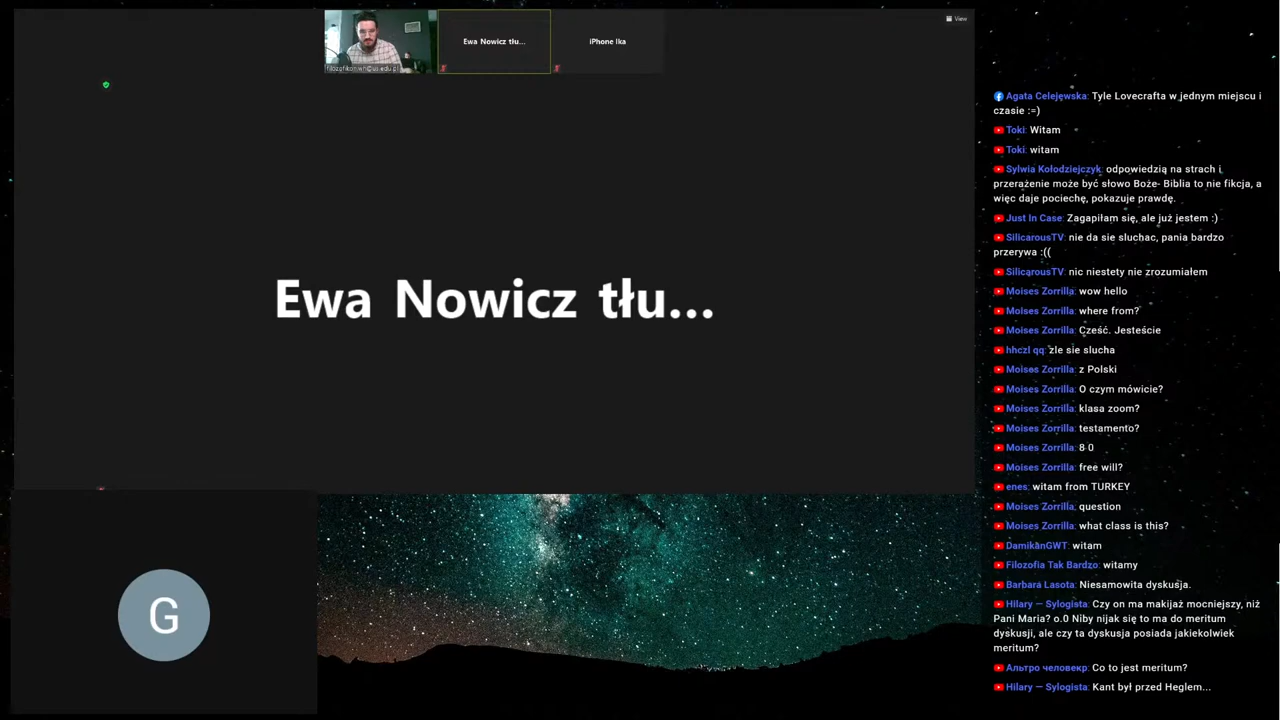 View
Ewa Nowicz tłu...
iPhone Ika
filozofikomwn@us.edu.pl
Ewa Nowicz tłu...
G
Agata Celejewska: Tyle Lovecrafta w jednym miejscu i
czasie :=)
Toki: Witam
Toki: witam
Sylwia Kołodziejczyk: odpowiedzią na strach i
przerażenie może być słowo Boże- Biblia to nie fikcja, a
więc daje pociechę, pokazuje prawdę.
Just In Case: Zagapiłam się, ale już jestem :)
SilicarousTV: nie da sie sluchac, pania bardzo
przerywa :((
SilicarousTV: nic niestety nie zrozumiałem
Moises Zorrilla: wow hello
Moises Zorrilla: where from?
Moises Zorrilla: Cześć. Jesteście
hhczl qq: zle sie slucha
Moises Zorrilla: z Polski
Moises Zorrilla: O czym mówicie?
Moises Zorrilla: klasa zoom?
Moises Zorrilla: testamento?
Moises Zorrilla: 8 0
Moises Zorrilla: free will?
enes: witam from TURKEY
Moises Zorrilla: question
Moises Zorrilla: what class is this?
DamikanGWT: witam
Filozofia Tak Bardzo: witamy
Barbara Lasota: Niesamowita dyskusja.
Hilary — Sylogista: Czy on ma makijaż mocniejszy, niż
Pani Maria? o.0 Niby nijak się to ma do meritum
dyskusji, ale czy ta dyskusja posiada jakiekolwiek
meritum?
Альтро человекр: Co to jest meritum?
Hilary — Sylogista: Kant był przed Heglem...